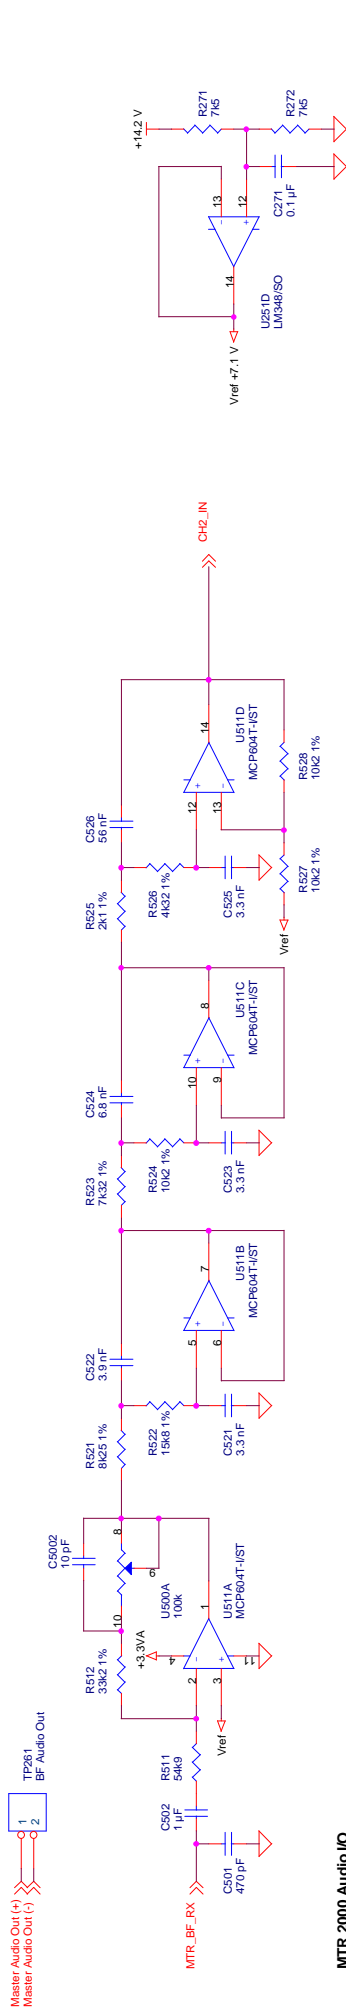 MTR 2000 Audio I/O
Master Audio Out (+)
Master Audio Out (-)
1
2
TP261
BF Audio Out
MTR_BF_RX
C501
470 pF
C502
1 µF
R511
54k9
R512
33k2 1%
C5002
10 pF
10
8
9
U500A
100k
+3.3VA
4
2
3
11
1
-
+
U511A
MCP604T-I/ST
Vref
R521
8k25 1%
C522
3.9 nF
R522
15k8 1%
C521
3.3 nF
5
6
7
+
-
U511B
MCP604T-I/ST
R523
7k32 1%
C524
6.8 nF
R524
10k2 1%
C523
3.3 nF
10
9
8
+
-
U511C
MCP604T-I/ST
R525
2k1 1%
C526
56 nF
R526
4k32 1%
C525
3.3 nF
12
13
14
+
-
U511D
MCP604T-I/ST
Vref
R527
10k2 1%
R528
10k2 1%
CH2_IN
Vref +7.1 V
14
13
12
-
+
U251D
LM348/SO
+14.2 V
R271
7k5
R272
7k5
C271
0.1 µF